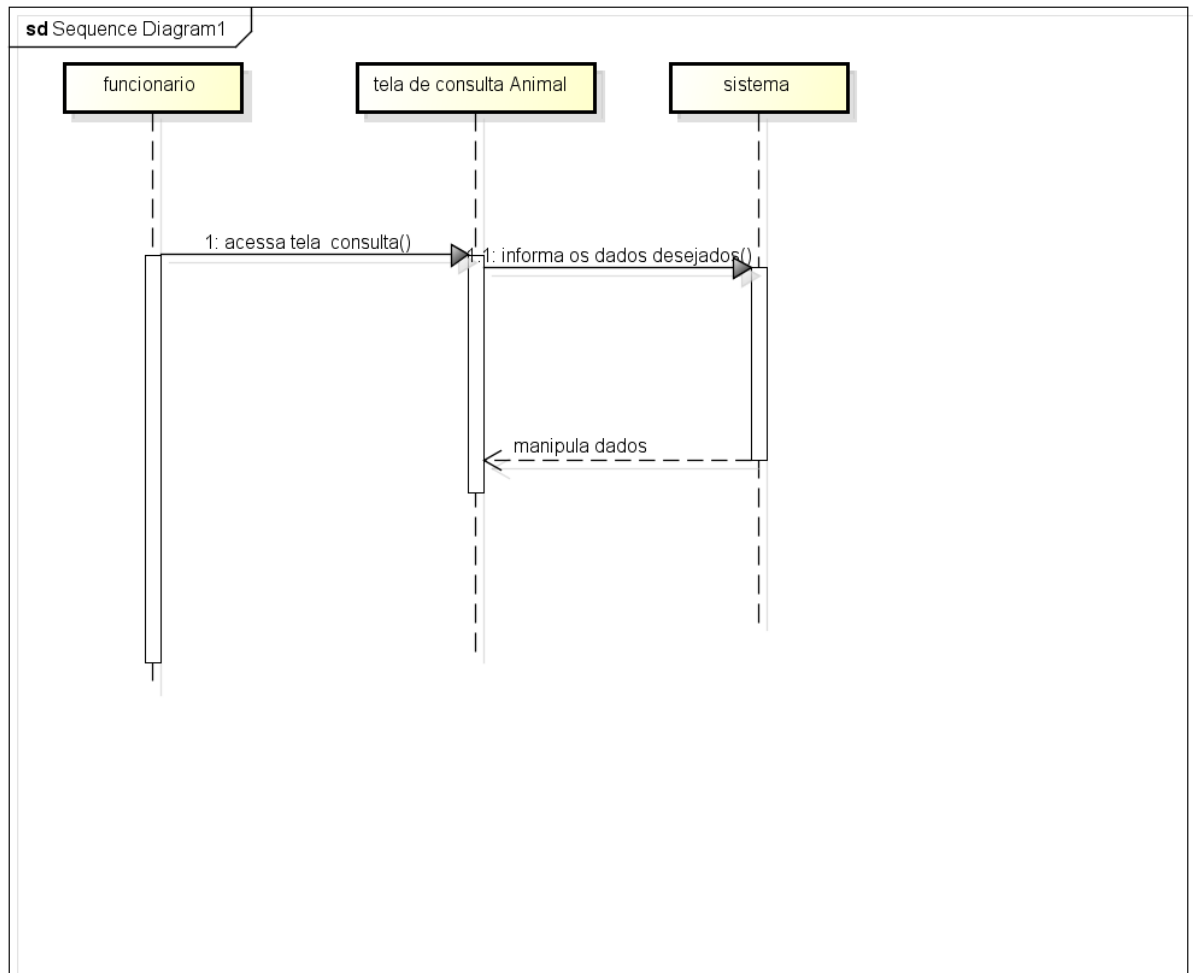 sd Sequence Diagram1
funcionario
tela de consulta Animal
sistema
1: acessa tela consulta()
1.1: informa os dados desejados()
manipula dados